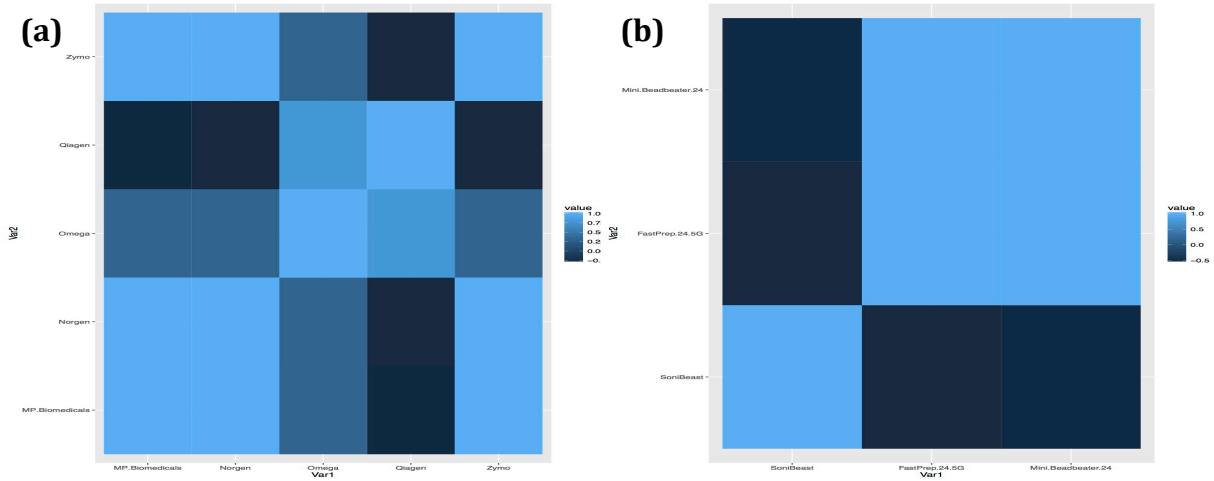 (a)
Zymo
Qiagen
Omega
Norgen
MP.Biomedicals
Var2
MP.Biomedicals Norgen Omega Qiagen Zymo
Var1
value
1.0
0.7
0.5
0.2
−0.
(b)
Mini.Beadbeater.24
FastPrep.24.5G
SoniBeast
Var2
SoniBeast FastPrep.24.5G Mini.Beadbeater.24
Var1
value
1.0
0.5
0.0
−0.5